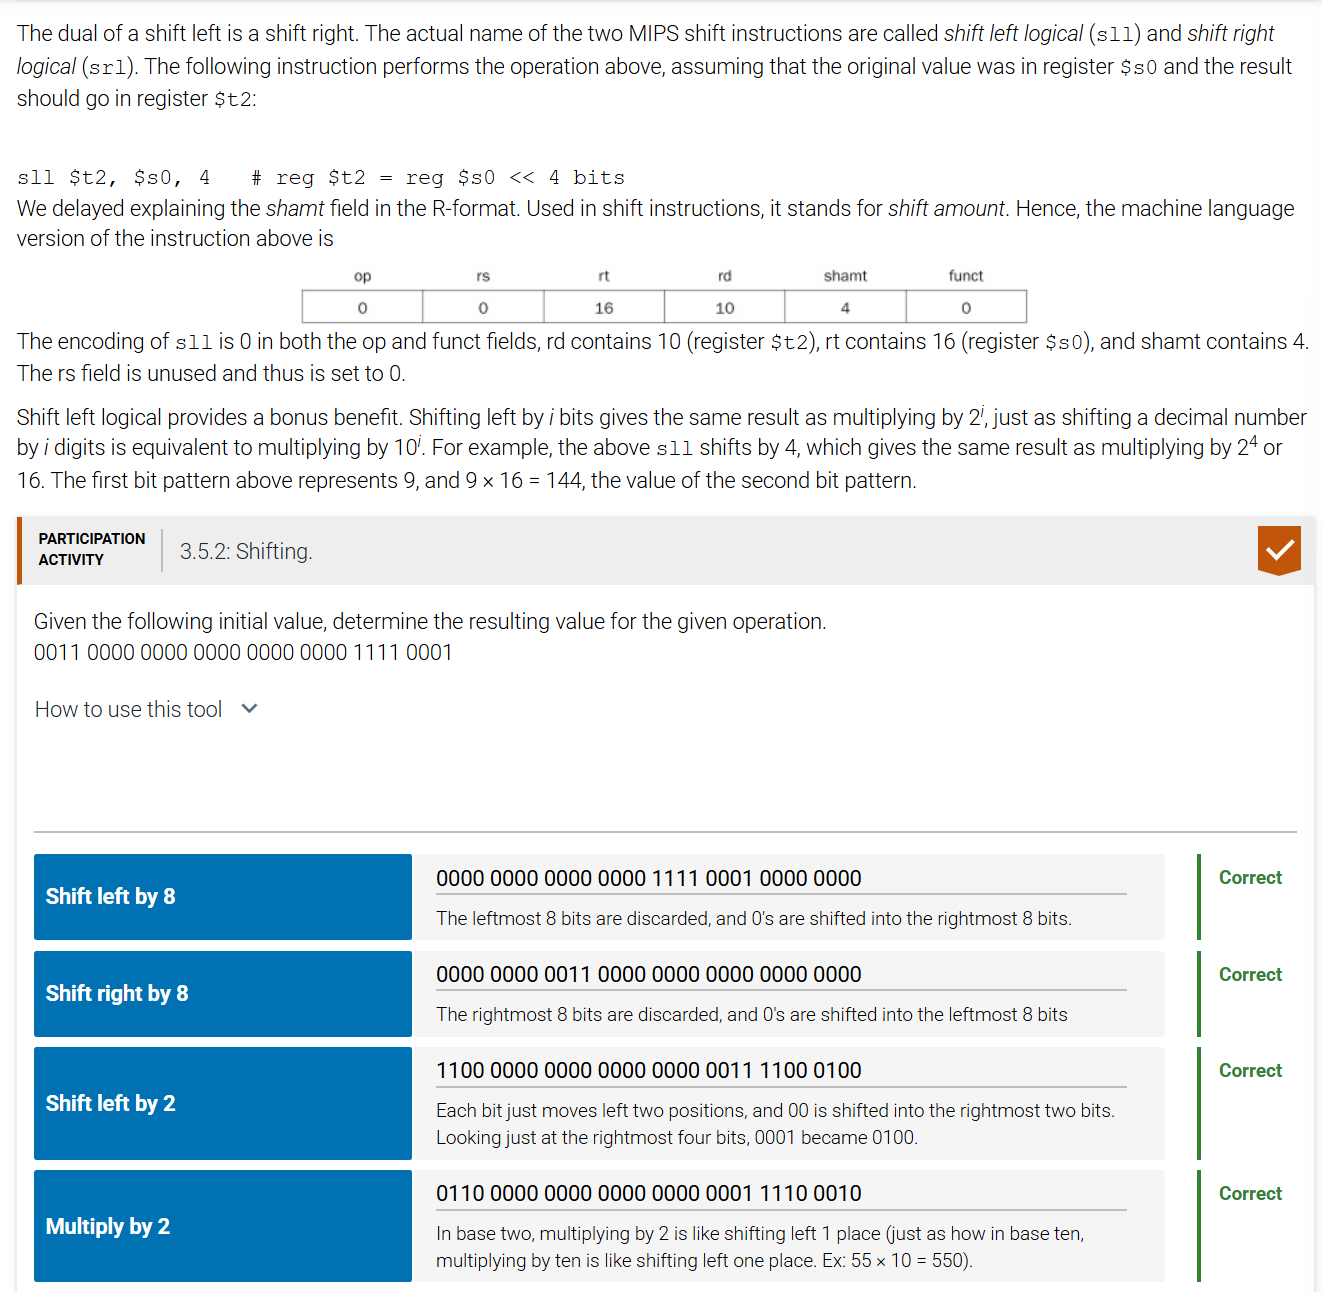 The dual of a shift left is a shift right. The actual name of the two MIPS shift instructions are called shift left logical (sll) and shift right
logical (srl). The following instruction performs the operation above, assuming that the original value was in register $s0 and the result
should go in register $t2:
sll $t2, $s0, 4   # reg $t2 = reg $s0 << 4 bits
We delayed explaining the shamt field in the R-format. Used in shift instructions, it stands for shift amount. Hence, the machine language
version of the instruction above is
op rs rt rd shamt funct
0 0 16 10 4 0
The encoding of sll is 0 in both the op and funct fields, rd contains 10 (register $t2), rt contains 16 (register $s0), and shamt contains 4.
The rs field is unused and thus is set to 0.
Shift left logical provides a bonus benefit. Shifting left by i bits gives the same result as multiplying by 2ⁱ, just as shifting a decimal number
by i digits is equivalent to multiplying by 10ⁱ. For example, the above sll shifts by 4, which gives the same result as multiplying by 2⁴ or
16. The first bit pattern above represents 9, and 9 × 16 = 144, the value of the second bit pattern.
PARTICIPATION
ACTIVITY
3.5.2: Shifting.
Given the following initial value, determine the resulting value for the given operation.
0011 0000 0000 0000 0000 0000 1111 0001
How to use this tool
Shift left by 8
0000 0000 0000 0000 1111 0001 0000 0000
Correct
The leftmost 8 bits are discarded, and 0's are shifted into the rightmost 8 bits.
Shift right by 8
0000 0000 0011 0000 0000 0000 0000 0000
Correct
The rightmost 8 bits are discarded, and 0's are shifted into the leftmost 8 bits
Shift left by 2
1100 0000 0000 0000 0000 0011 1100 0100
Correct
Each bit just moves left two positions, and 00 is shifted into the rightmost two bits.
Looking just at the rightmost four bits, 0001 became 0100.
Multiply by 2
0110 0000 0000 0000 0000 0001 1110 0010
Correct
In base two, multiplying by 2 is like shifting left 1 place (just as how in base ten,
multiplying by ten is like shifting left one place. Ex: 55 × 10 = 550).